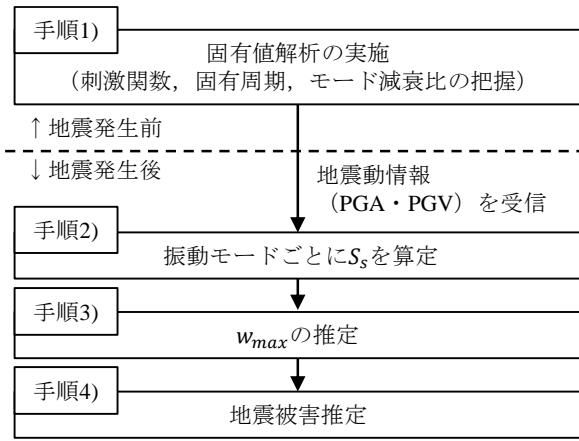 手順1)
固有値解析の実施
（刺激関数，固有周期，モード減衰比の把握）
↑地震発生前
↓地震発生後
地震動情報
（PGA・PGV）を受信
手順2)
振動モードごとにSsを算定
手順3)
wmaxの推定
手順4)
地震被害推定